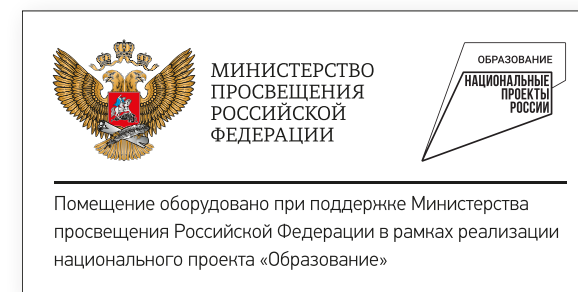 МИНИСТЕРСТВО
ПРОСВЕЩЕНИЯ
РОССИЙСКОЙ
ФЕДЕРАЦИИ
ОБРАЗОВАНИЕ
НАЦИОНАЛЬНЫЕ
ПРОЕКТЫ
РОССИИ
Помещение оборудовано при поддержке Министерства
просвещения Российской Федерации в рамках реализации
национального проекта «Образование»